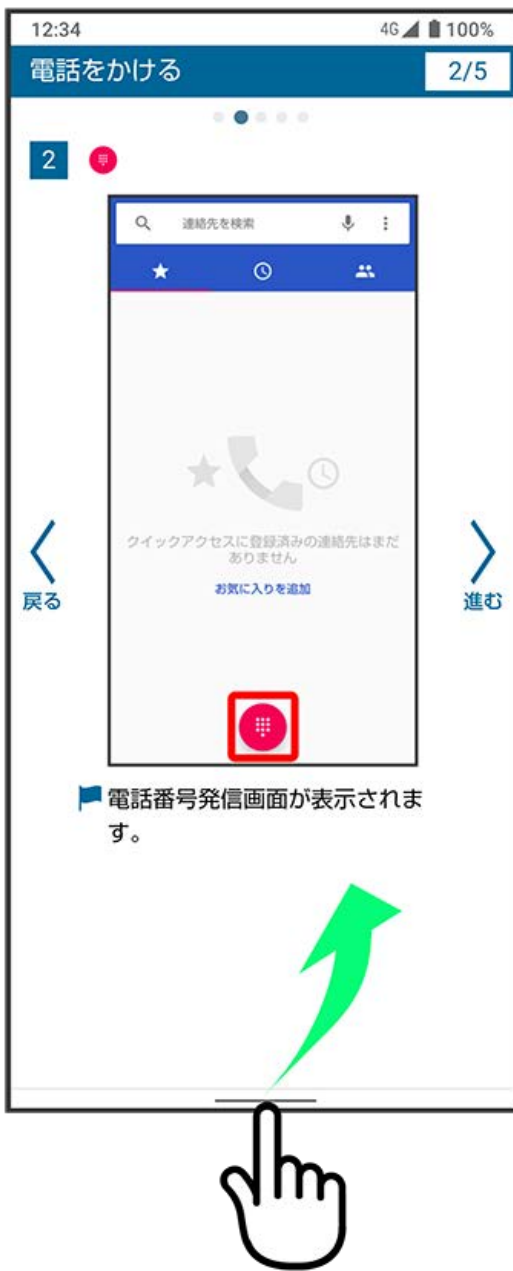 12:34 4G 100%
電話をかける 2/5
2
連絡先を検索
クイックアクセスに登録済みの連絡先はまだ
ありません
お気に入りを追加
戻る 進む
電話番号発信画面が表示されま
す。